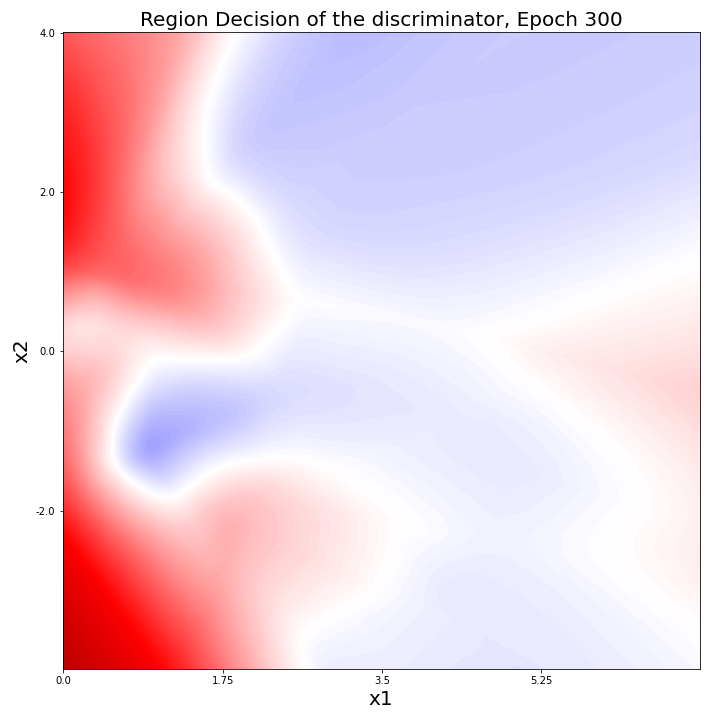 Region Decision of the discriminator, Epoch 300
4.0
2.0
0.0
-2.0
x2
0.0 1.75 3.5 5.25
x1